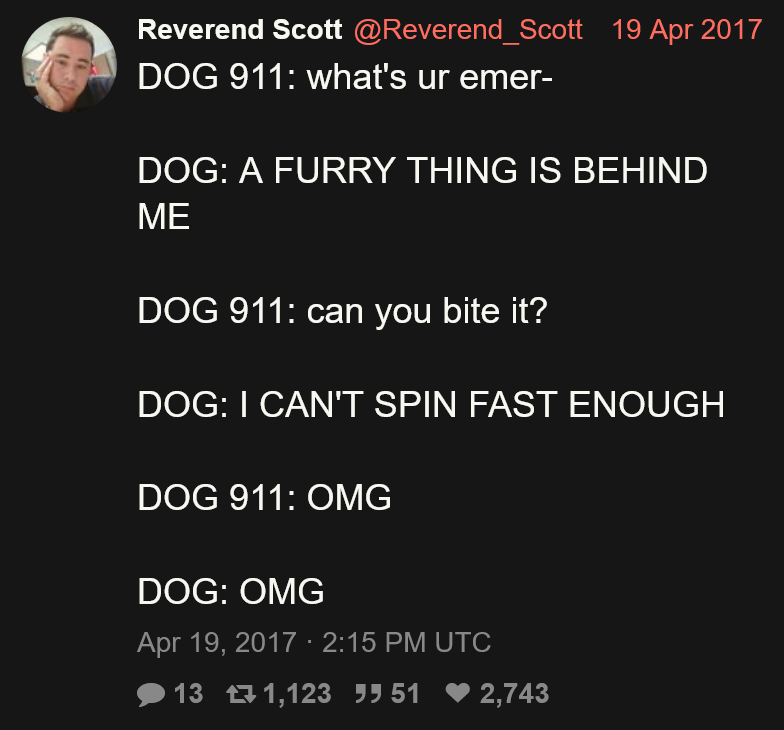 Reverend Scott @Reverend_Scott 19 Apr 2017
DOG 911: what's ur emer-
DOG: A FURRY THING IS BEHIND
ME
DOG 911: can you bite it?
DOG: I CAN'T SPIN FAST ENOUGH
DOG 911: OMG
DOG: OMG
Apr 19, 2017 · 2:15 PM UTC
13 1,123 51 2,743